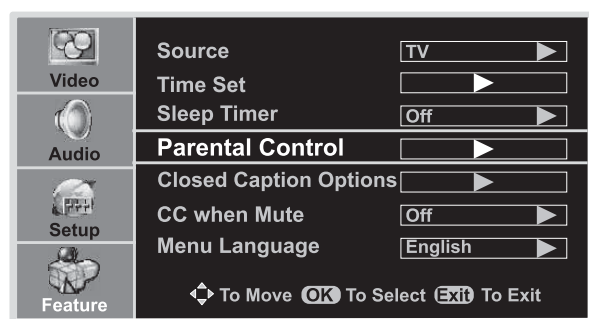 Video
Audio
Setup
Feature
Source TV
Time Set
Sleep Timer Off
Parental Control
Closed Caption Options
CC when Mute Off
Menu Language English
To Move OK To Select Exit To Exit